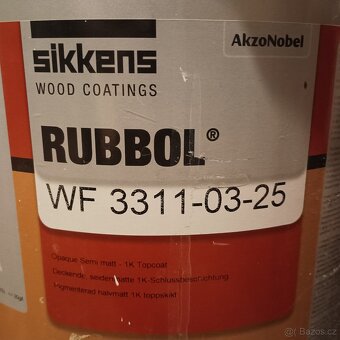 sikkens
AkzoNobel
WOOD COATINGS
RUBBOL®
WF 3311-03-25
Opaque Semi matt - 1K Topcoat
Deckende, seidenmatte 1K-Schlussbeschichtung
Pigmenterad halvmatt 1K toppskikt
Bazos.cz